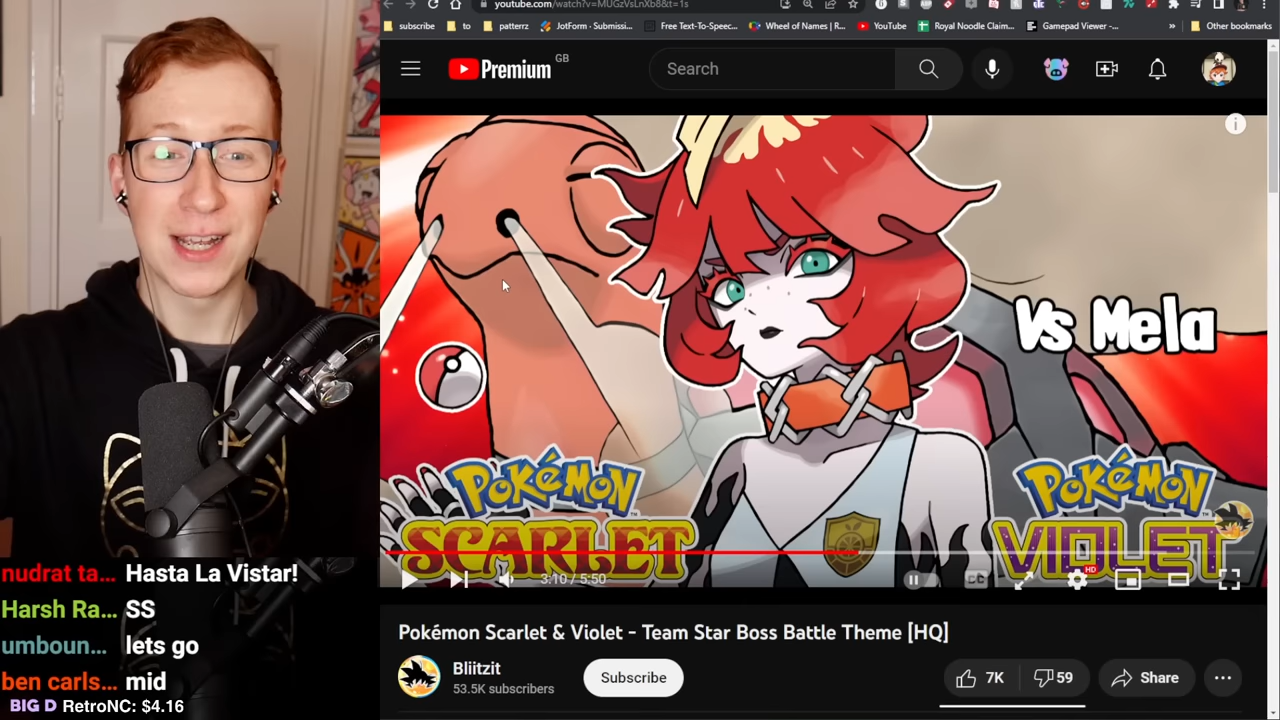 youtube.com/watch?v=MUGzVsLnXb8&t=1s
subscribe to patterrz JotForm - Submissi... Free Text-To-Speec... Wheel of Names | R... YouTube Royal Noodle Claim... Gamepad Viewer -... » Other bookmarks
Premium GB
Search
Vs Mela
POKÉMON SCARLET
POKÉMON VIOLET
3:10 / 5:50
CC
HD
Pokémon Scarlet & Violet - Team Star Boss Battle Theme [HQ]
Bliitzit
53.5K subscribers
Subscribe
7K
59
Share
nudrat ta... Hasta La Vistar!
Harsh Ra... SS
umboun... lets go
ben carls... mid
BIG D RetroNC: $4.16